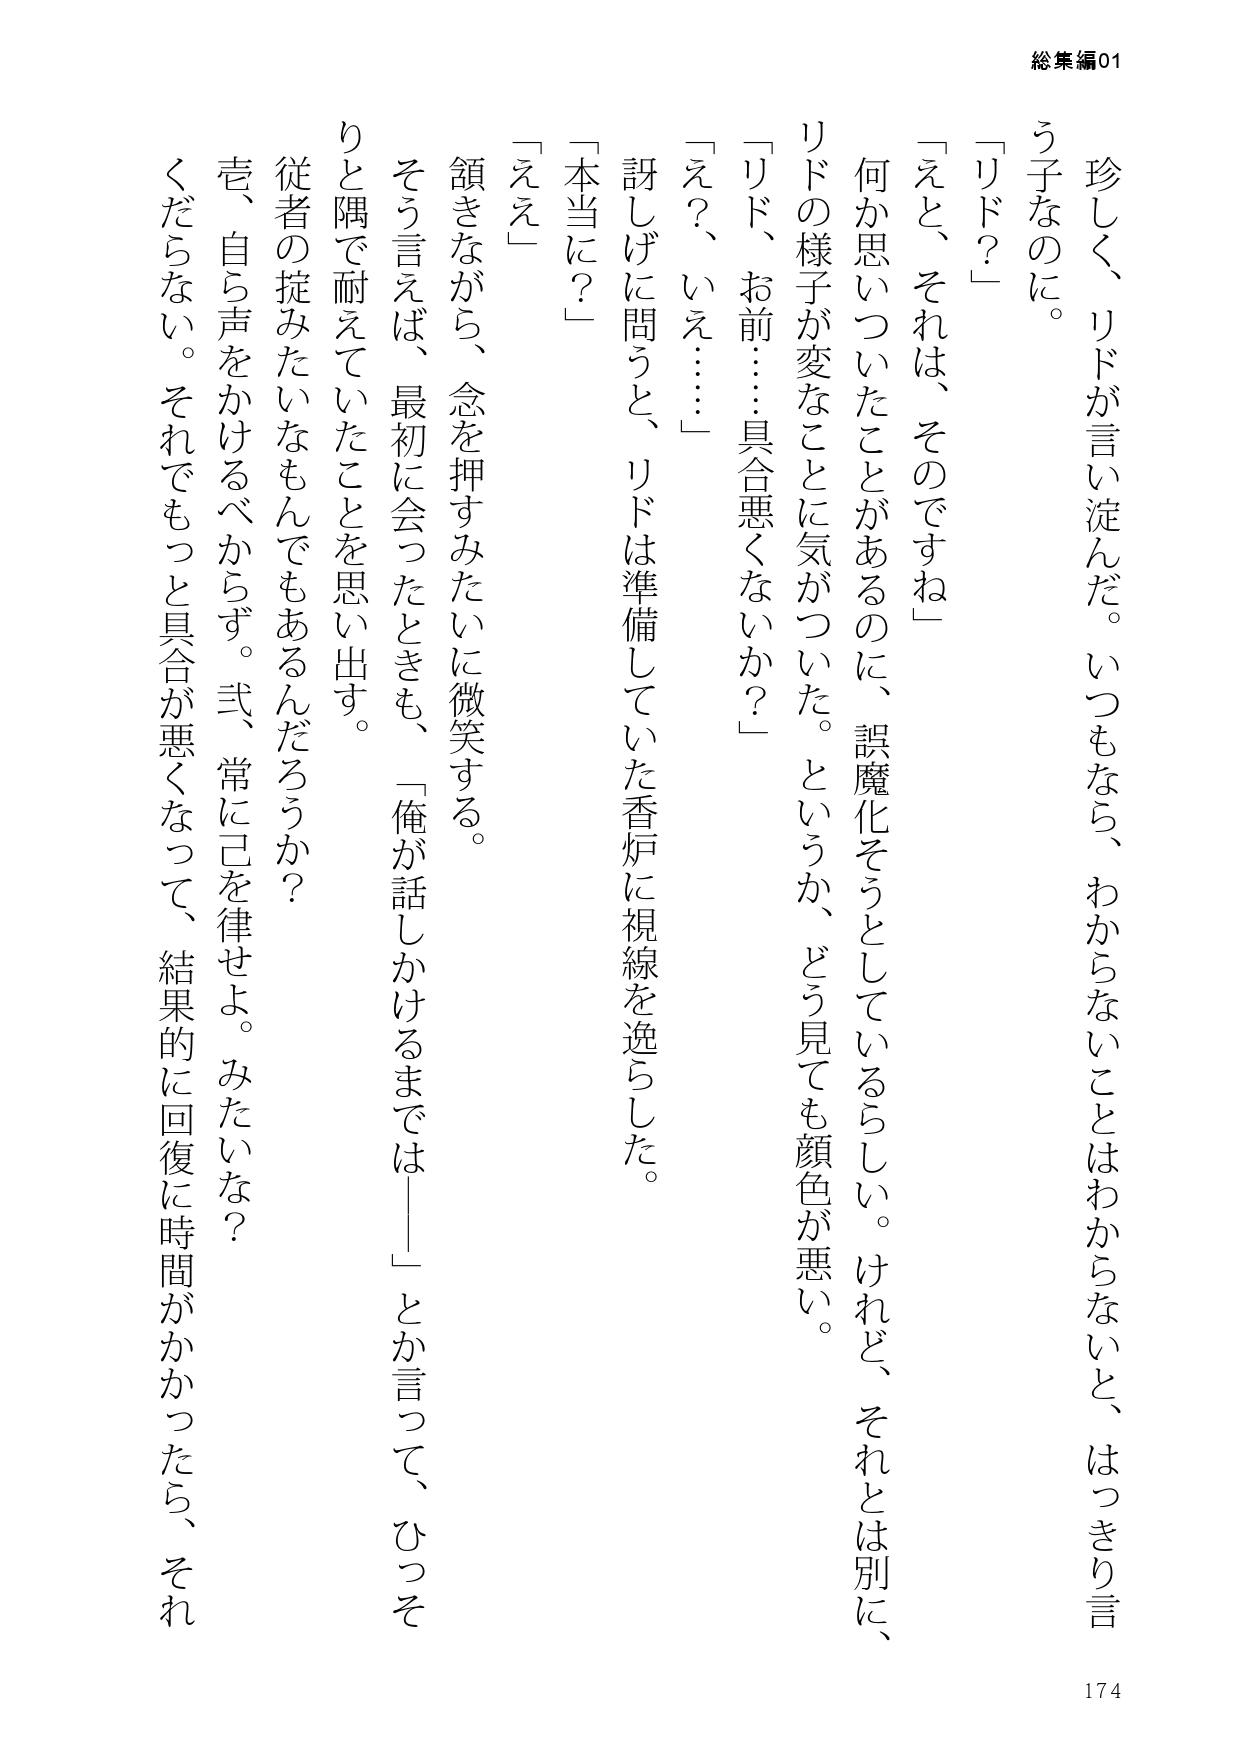 総集編01
　珍しく、リドが言い淀んだ。いつもなら、わからないことはわからないと、はっきり言
う子なのに。
「リド？」
「えと、それは、そのですね」
　何か思いついたことがあるのに、誤魔化そうとしているらしい。けれど、それとは別に、
リドの様子が変なことに気がついた。というか、どう見ても顔色が悪い。
「リド、お前……具合悪くないか？」
「え？、いえ……」
　訝しげに問うと、リドは準備していた香炉に視線を逸らした。
「本当に？」
「ええ」
　頷きながら、念を押すみたいに微笑する。
　そう言えば、最初に会ったときも、「俺が話しかけるまでは――」とか言って、ひっそ
りと隅で耐えていたことを思い出す。
　従者の掟みたいなもんでもあるんだろうか？
　壱、自ら声をかけるべからず。弐、常に己を律せよ。みたいな？
　くだらない。それでもっと具合が悪くなって、結果的に回復に時間がかかったら、それ
174